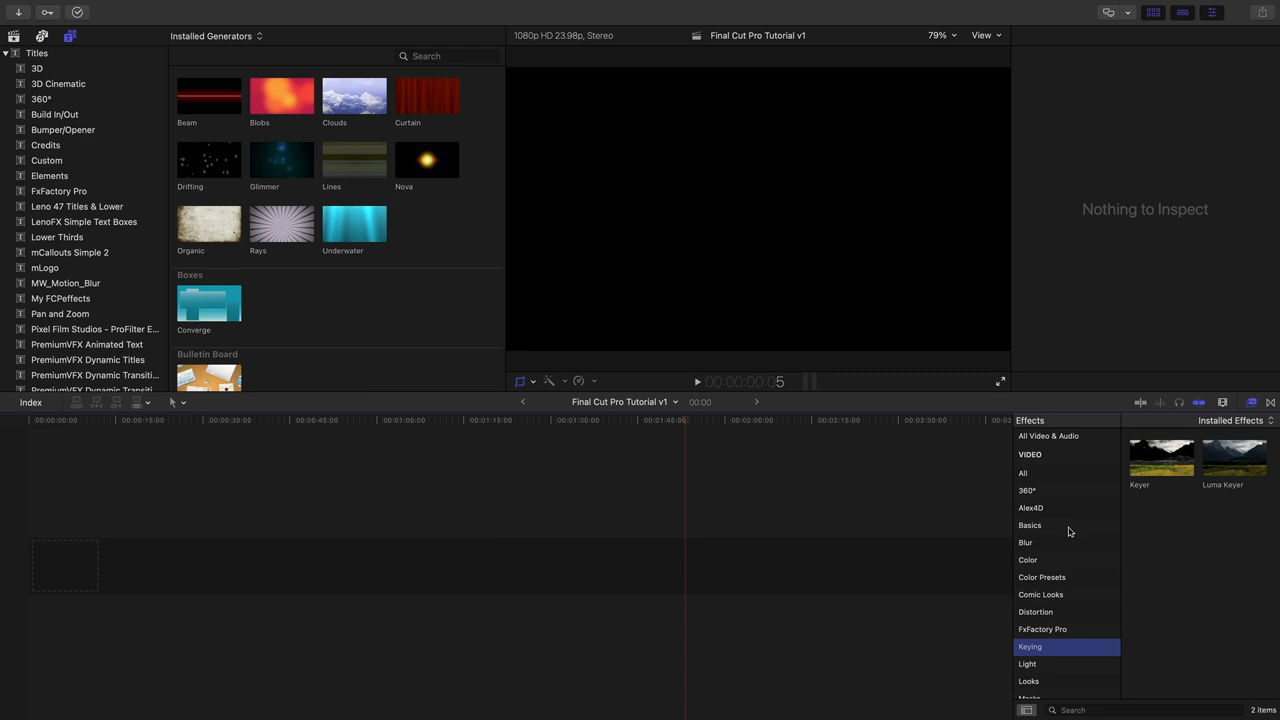 Installed Generators
1080p HD 23.98p, Stereo
Final Cut Pro Tutorial v1
79%
View
Titles
3D
3D Cinematic
360°
Build In/Out
Bumper/Opener
Credits
Custom
Elements
FxFactory Pro
Leno 47 Titles & Lower
LenoFX Simple Text Boxes
Lower Thirds
mCallouts Simple 2
mLogo
MW_Motion_Blur
My FCPeffects
Pan and Zoom
Pixel Film Studios - ProFilter E...
PremiumVFX Animated Text
PremiumVFX Dynamic Titles
PremiumVFX Dynamic Transiti...
PremiumVFX Dynamic Transiti...
Search
Beam
Blobs
Clouds
Curtain
Drifting
Glimmer
Lines
Nova
Organic
Rays
Underwater
Boxes
Converge
Bulletin Board
Nothing to Inspect
00:00:00:05
Index
Final Cut Pro Tutorial v1
00:00
00:00:00:00
00:00:15:00
00:00:30:00
00:00:45:00
00:01:00:00
00:01:15:00
00:01:30:00
00:01:45:00
00:02:00:00
00:02:15:00
00:02:30:00
Effects
Installed Effects
All Video & Audio
VIDEO
All
360°
Alex4D
Basics
Blur
Color
Color Presets
Comic Looks
Distortion
FxFactory Pro
Keying
Light
Looks
Masks
Keyer
Luma Keyer
Search
2 items